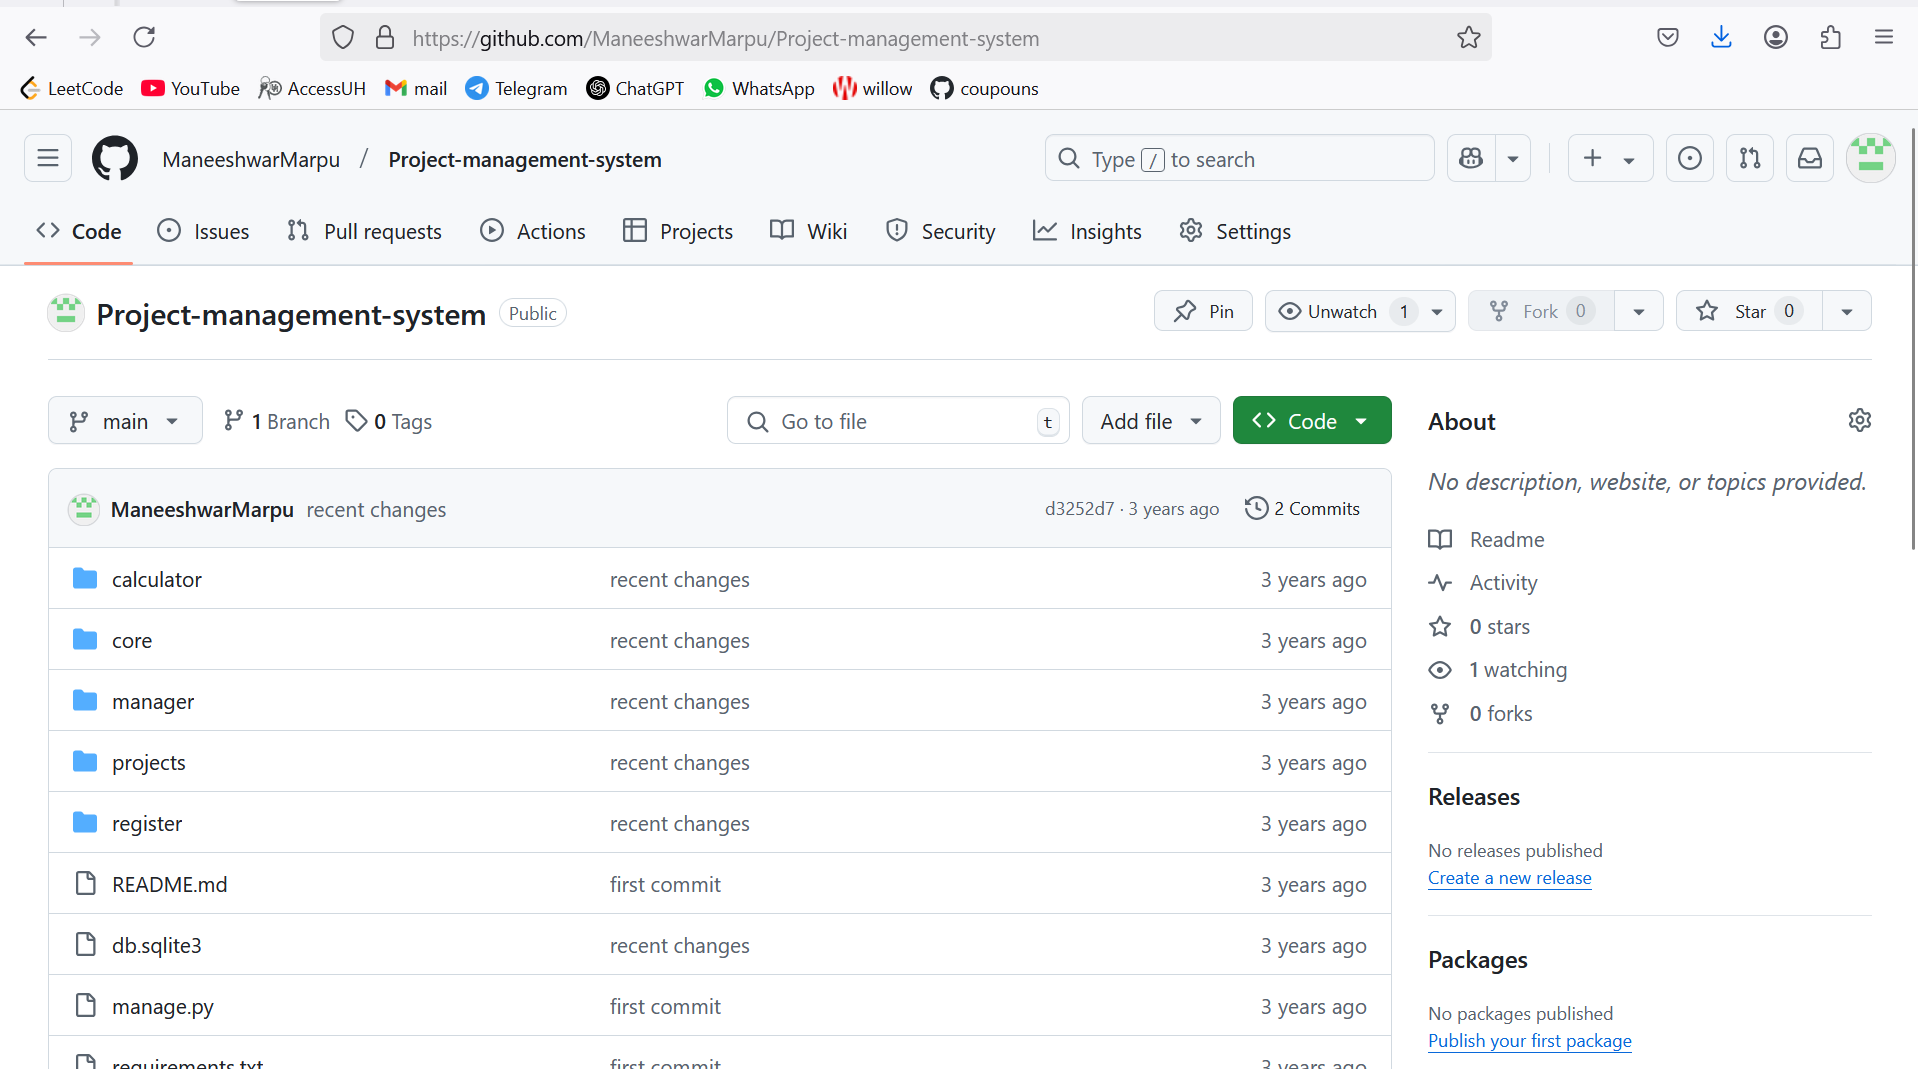 https://github.com/ManeeshwarMarpu/Project-management-system
LeetCode YouTube AccessUH mail Telegram ChatGPT WhatsApp willow coupouns
ManeeshwarMarpu / Project-management-system Type / to search
Code Issues Pull requests Actions Projects Wiki Security Insights Settings
Project-management-system Public Pin Unwatch 1 Fork 0 Star 0
main 1 Branch 0 Tags Go to file t Add file Code
ManeeshwarMarpu recent changes d3252d7 · 3 years ago 2 Commits
calculator recent changes 3 years ago
core recent changes 3 years ago
manager recent changes 3 years ago
projects recent changes 3 years ago
register recent changes 3 years ago
README.md first commit 3 years ago
db.sqlite3 recent changes 3 years ago
manage.py first commit 3 years ago
requirements.txt first commit 3 years ago
About
No description, website, or topics provided.
Readme
Activity
0 stars
1 watching
0 forks
Releases
No releases published
Create a new release
Packages
No packages published
Publish your first package